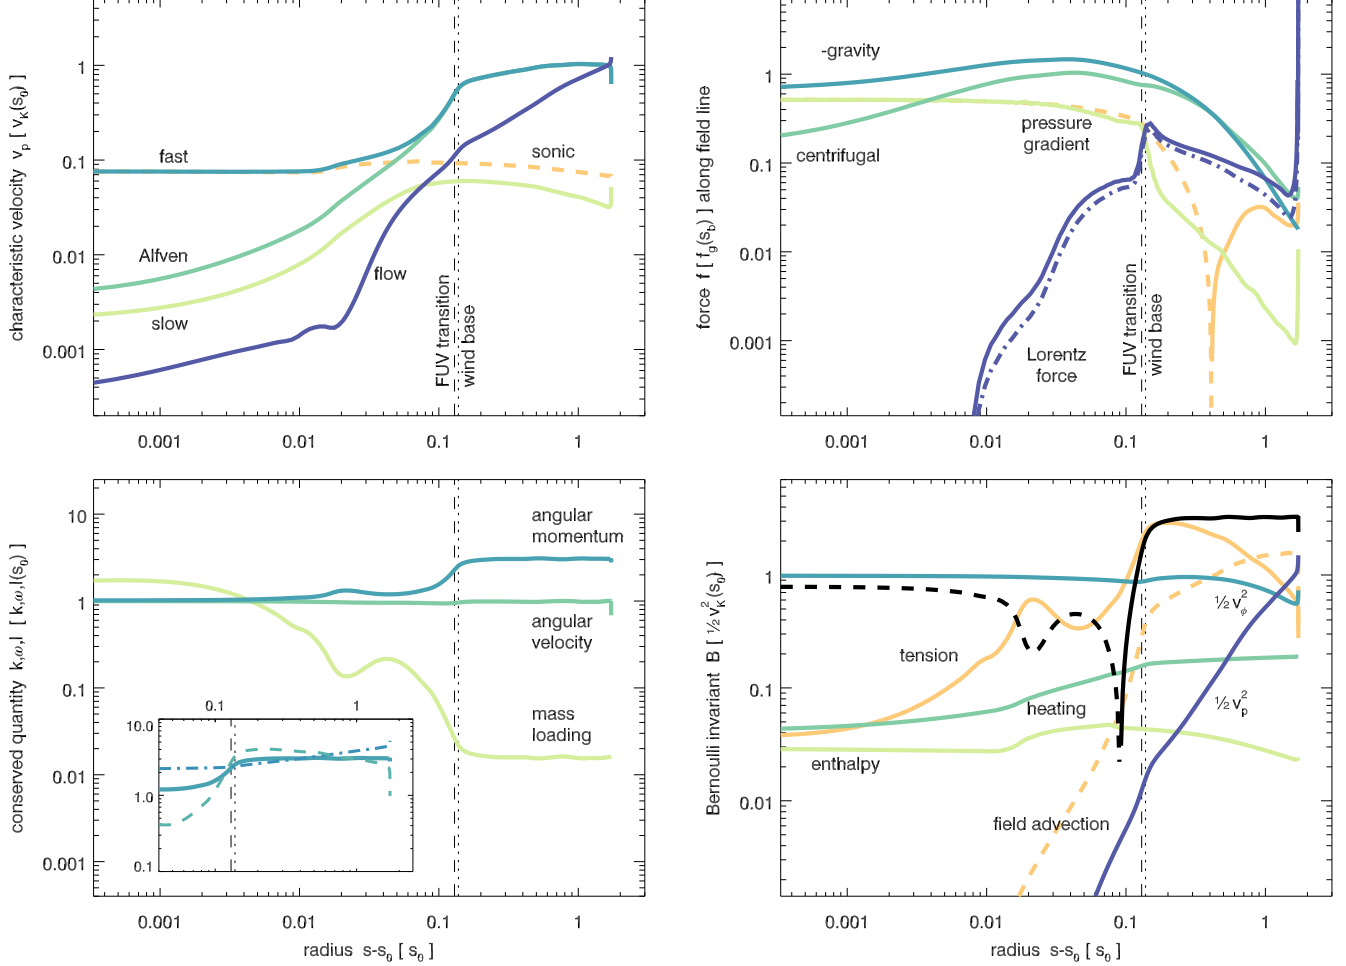 characteristic velocity v_p [ v_K(s_0) ]
1
0.1
0.01
0.001
fast
sonic
Alfven
slow
flow
FUV transition
wind base
0.001
0.01
0.1
1
force f [ f_g(s_b) ] along field line
1
0.1
0.01
0.001
-gravity
pressure
gradient
centrifugal
Lorentz
force
FUV transition
wind base
0.001
0.01
0.1
1
conserved quantity k,ω,l [ k,ω,l(s_0) ]
10
1
0.1
0.01
0.001
angular
momentum
angular
velocity
mass
loading
0.1
1
10.0
1.0
0.1
0.001
0.01
0.1
1
radius s-s_0 [ s_0 ]
Bernoulli invariant B [ ½ v_K^2(s_0) ]
1
0.1
0.01
½ v_φ^2
tension
heating
½ v_p^2
enthalpy
field advection
0.001
0.01
0.1
1
radius s-s_0 [ s_0 ]